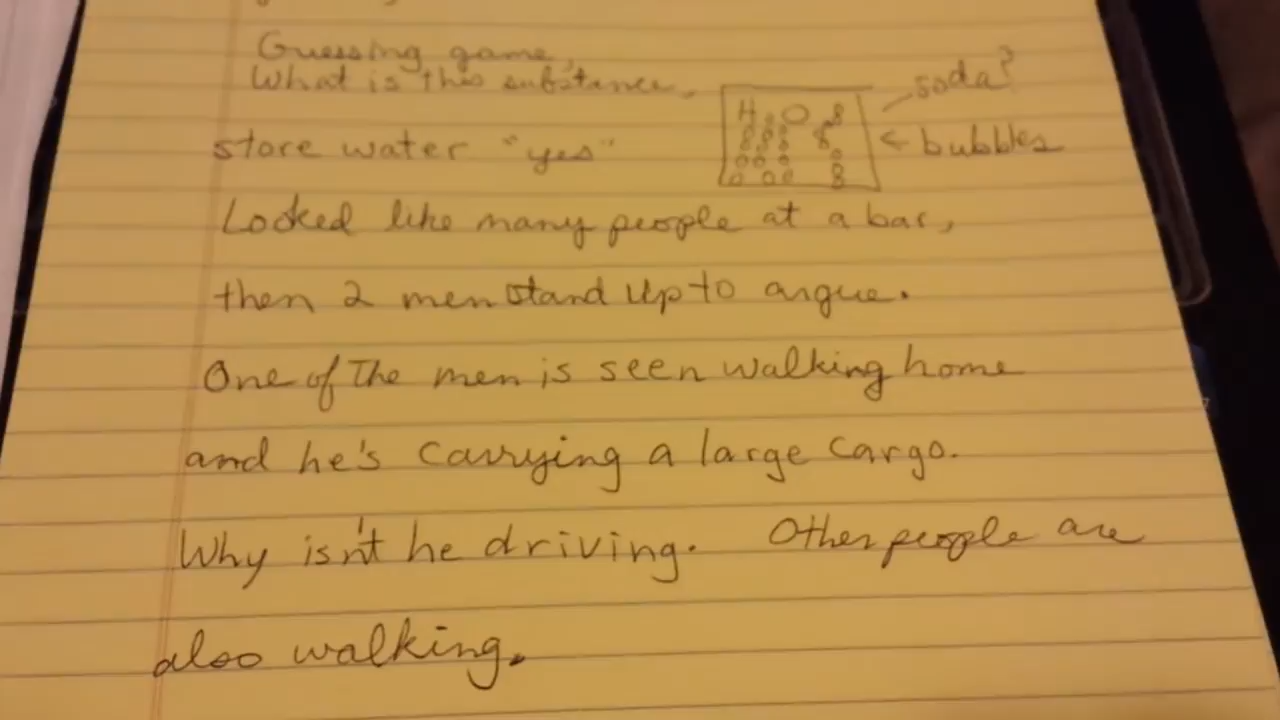 Guessing game,
What is this substance,
soda?
H2O
store water "yes"
← bubbles
Looked like many people at a bar,
then 2 men stand up to argue.
One of The men is seen walking home
and he's carrying a large cargo.
Why isn't he driving. Other people are
also walking.